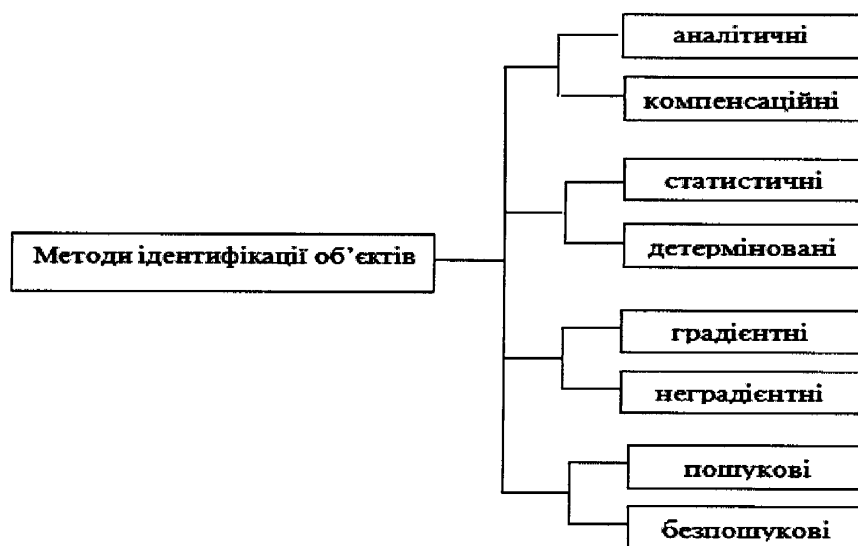 аналітичні
компенсаційні
статистичні
Методи ідентифікації об’єктів
детерміновані
градієнтні
неградієнтні
пошукові
безпошукові